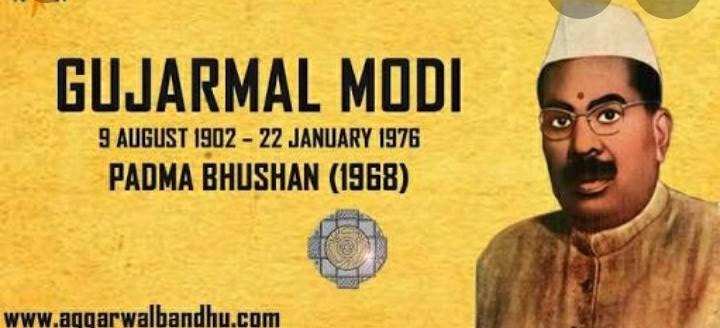 GUJARMAL MODI
9 AUGUST 1902 – 22 JANUARY 1976
PADMA BHUSHAN (1968)
www.aggarwalbandhu.com